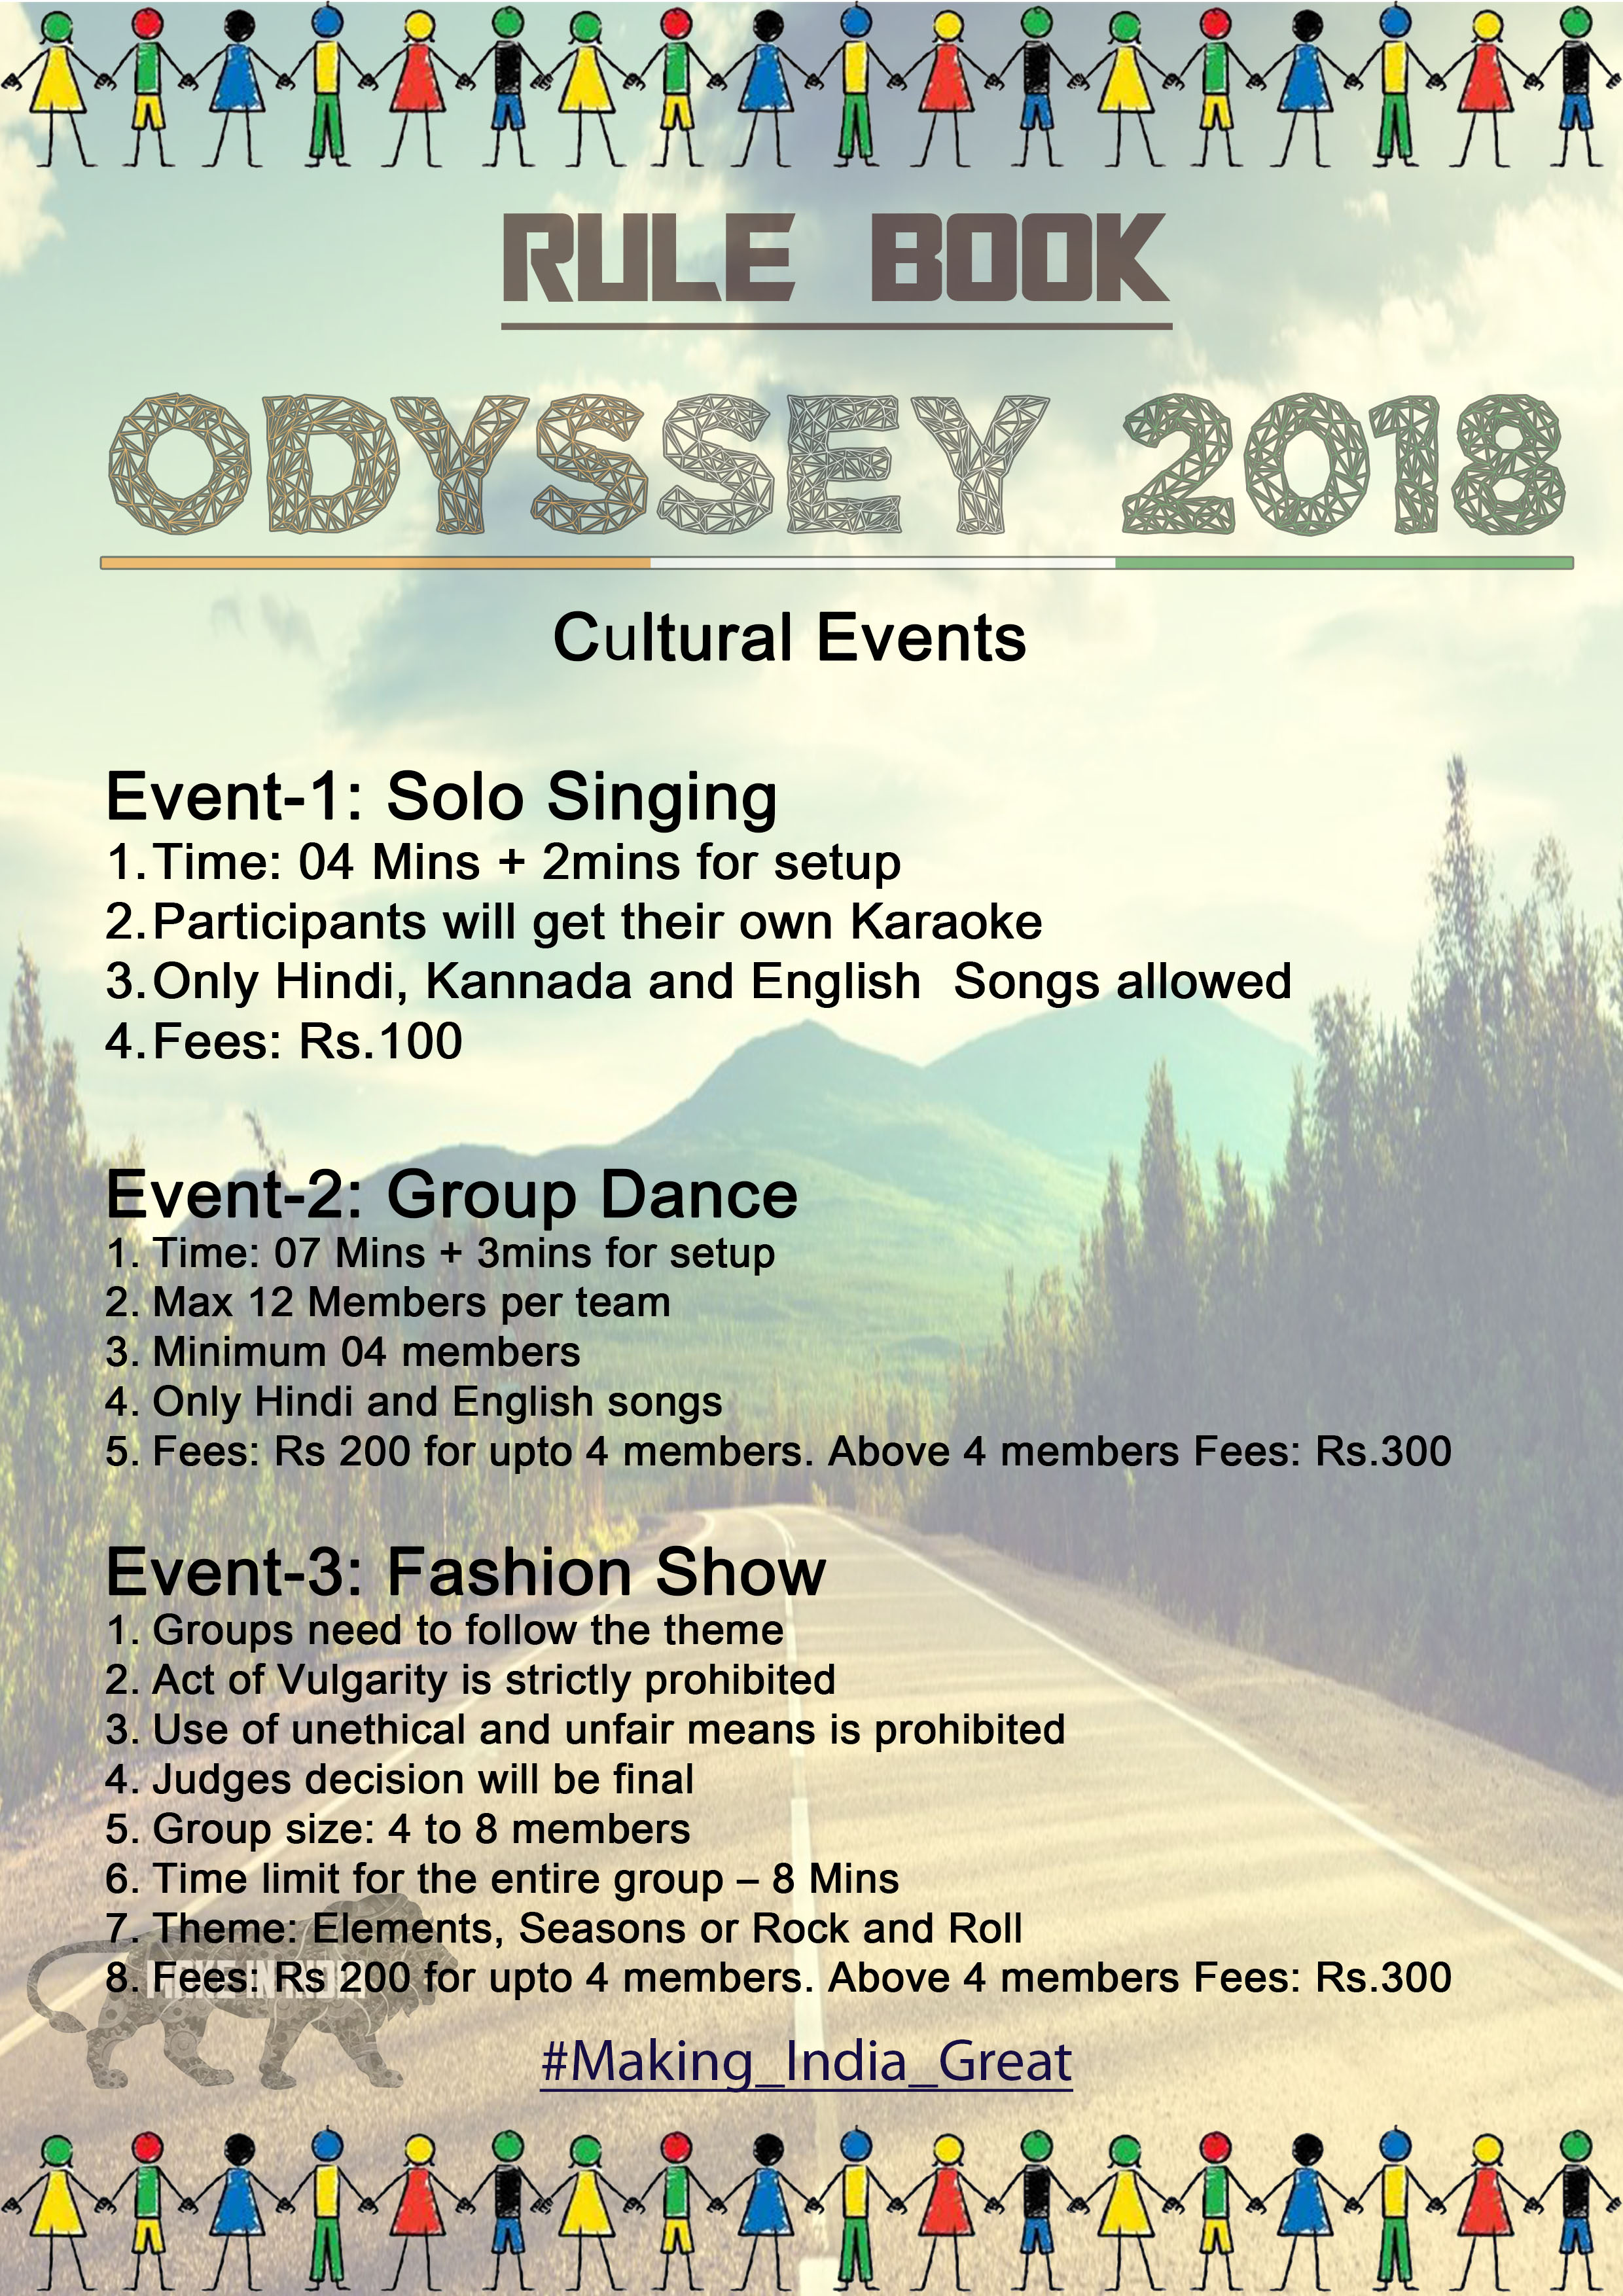 RULE BOOK
ODYSSEY 2018
Cultural Events
Event-1: Solo Singing
1. Time: 04 Mins + 2mins for setup
2. Participants will get their own Karaoke
3. Only Hindi, Kannada and English  Songs allowed
4. Fees: Rs.100
Event-2: Group Dance
1. Time: 07 Mins + 3mins for setup
2. Max 12 Members per team
3. Minimum 04 members
4. Only Hindi and English songs
5. Fees: Rs 200 for upto 4 members. Above 4 members Fees: Rs.300
Event-3: Fashion Show
1. Groups need to follow the theme
2. Act of Vulgarity is strictly prohibited
3. Use of unethical and unfair means is prohibited
4. Judges decision will be final
5. Group size: 4 to 8 members
6. Time limit for the entire group – 8 Mins
7. Theme: Elements, Seasons or Rock and Roll
8. Fees: Rs 200 for upto 4 members. Above 4 members Fees: Rs.300
#Making_India_Great